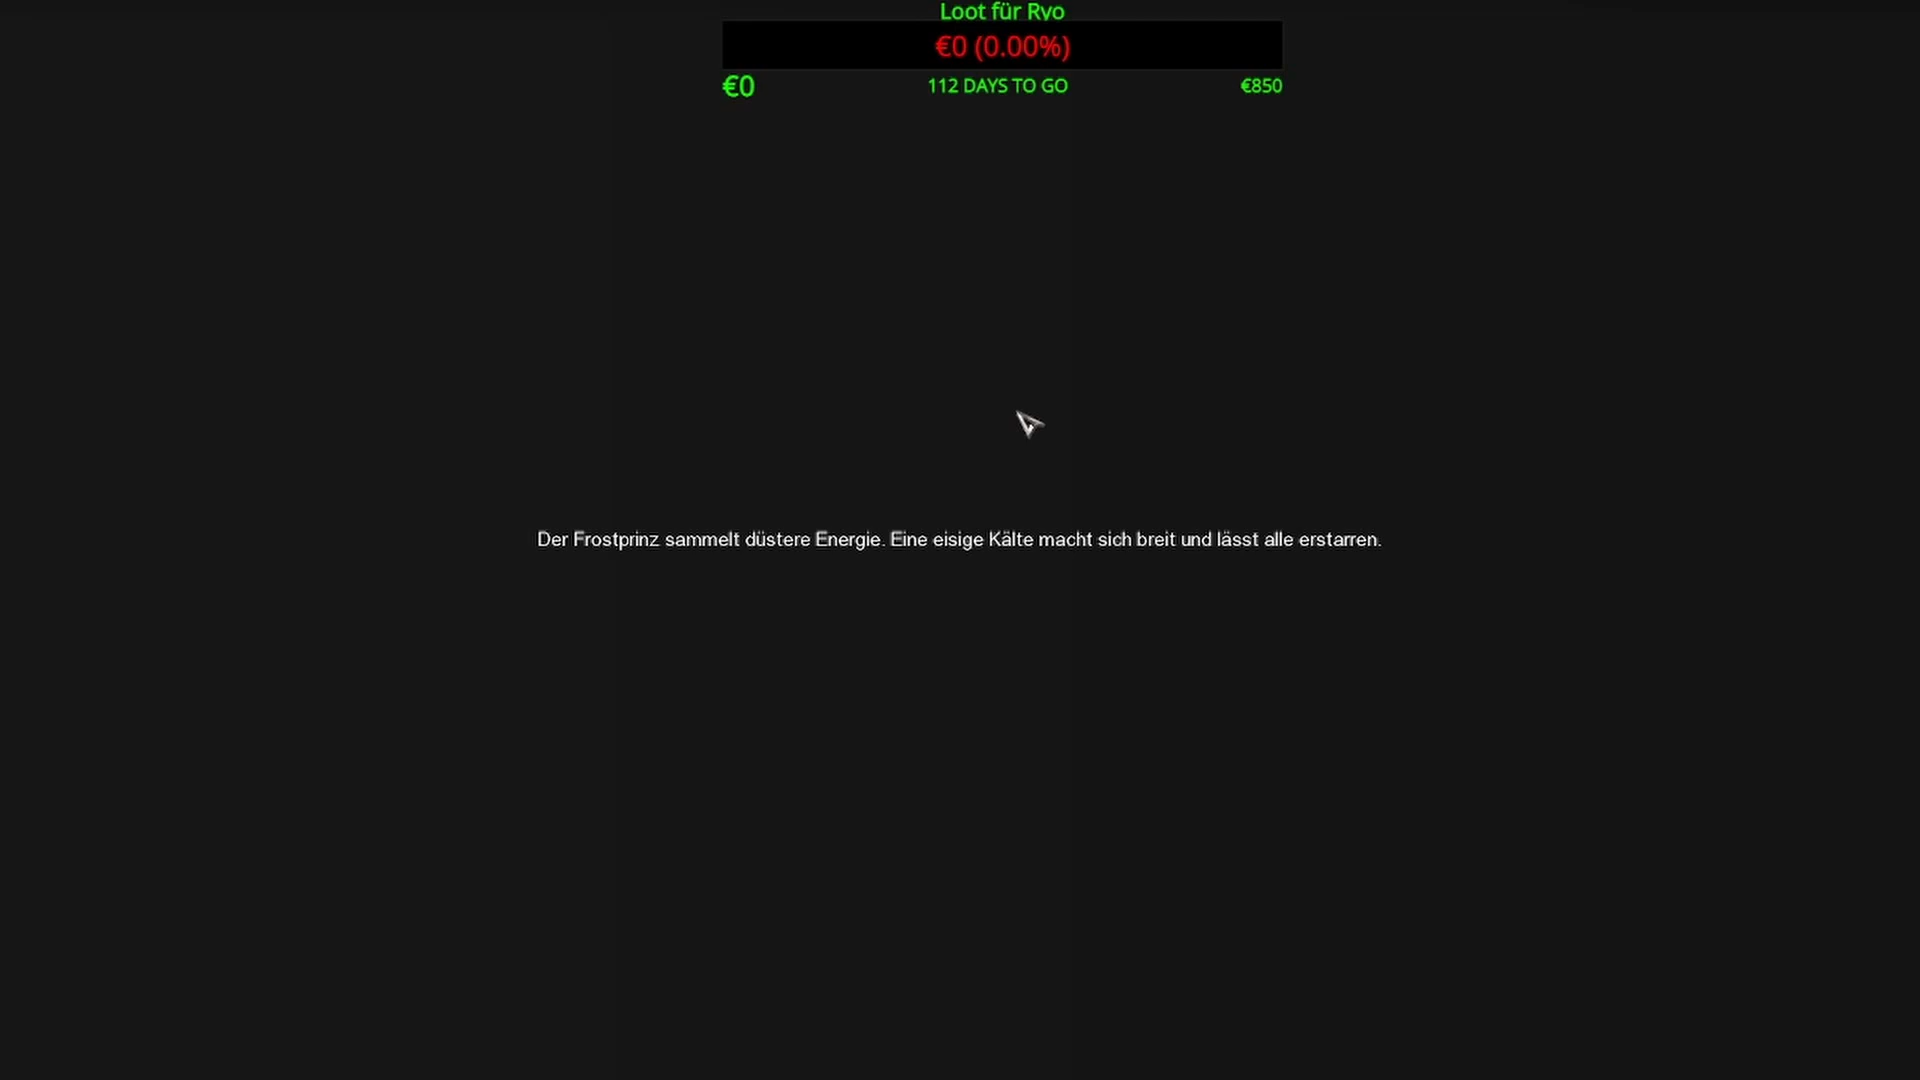 Loot für Ryo
€0 (0.00%)
€0 112 DAYS TO GO €850
Der Frostprinz sammelt düstere Energie. Eine eisige Kälte macht sich breit und lässt alle erstarren.